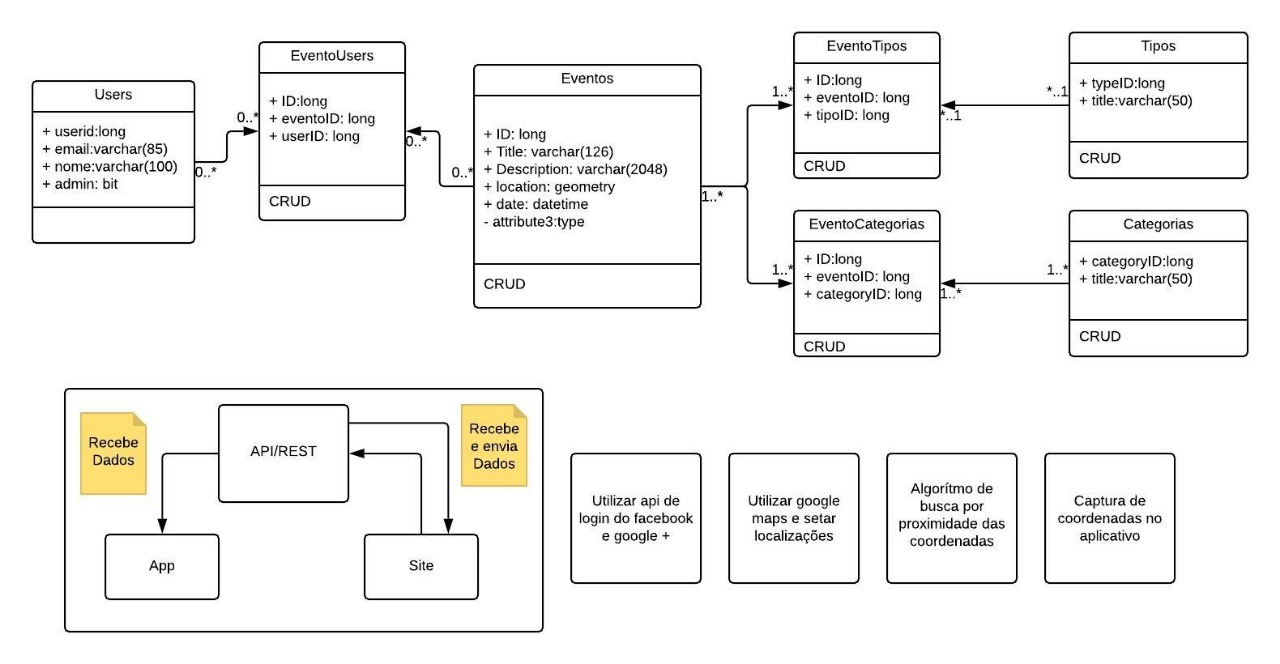 Users
+ userid:long
+ email:varchar(85)
+ nome:varchar(100)
+ admin: bit
0..*
0..*
EventoUsers
+ ID:long
+ eventoID: long
+ userID: long
CRUD
0..*
0..*
Eventos
+ ID: long
+ Title: varchar(126)
+ Description: varchar(2048)
+ location: geometry
+ date: datetime
- attribute3:type
CRUD
1..*
1..*
1..*
EventoTipos
+ ID:long
+ eventoID: long
+ tipoID: long
CRUD
*..1
*..1
Tipos
+ typeID:long
+ title:varchar(50)
CRUD
EventoCategorias
+ ID:long
+ eventoID: long
+ categoryID: long
CRUD
1..*
1..*
Categorias
+ categoryID:long
+ title:varchar(50)
CRUD
Recebe
Dados
API/REST
Recebe
e envia
Dados
App
Site
Utilizar api de
login do facebook
e google +
Utilizar google
maps e setar
localizações
Algorítmo de
busca por
proximidade das
coordenadas
Captura de
coordenadas no
aplicativo